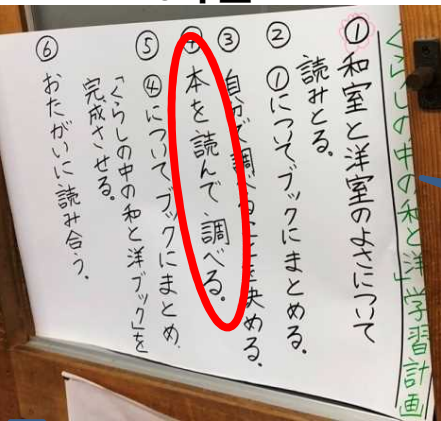 くらしの中の和と洋」学習計画
①和室と洋室のよさについて
読みとる。
②①について、ブックにまとめる。
③自分で調べることを決める。
④本を読んで、調べる。
⑤④について、ブックにまとめ、
「くらしの中の和と洋ブック」を
完成させる。
⑥おたがいに読み合う。